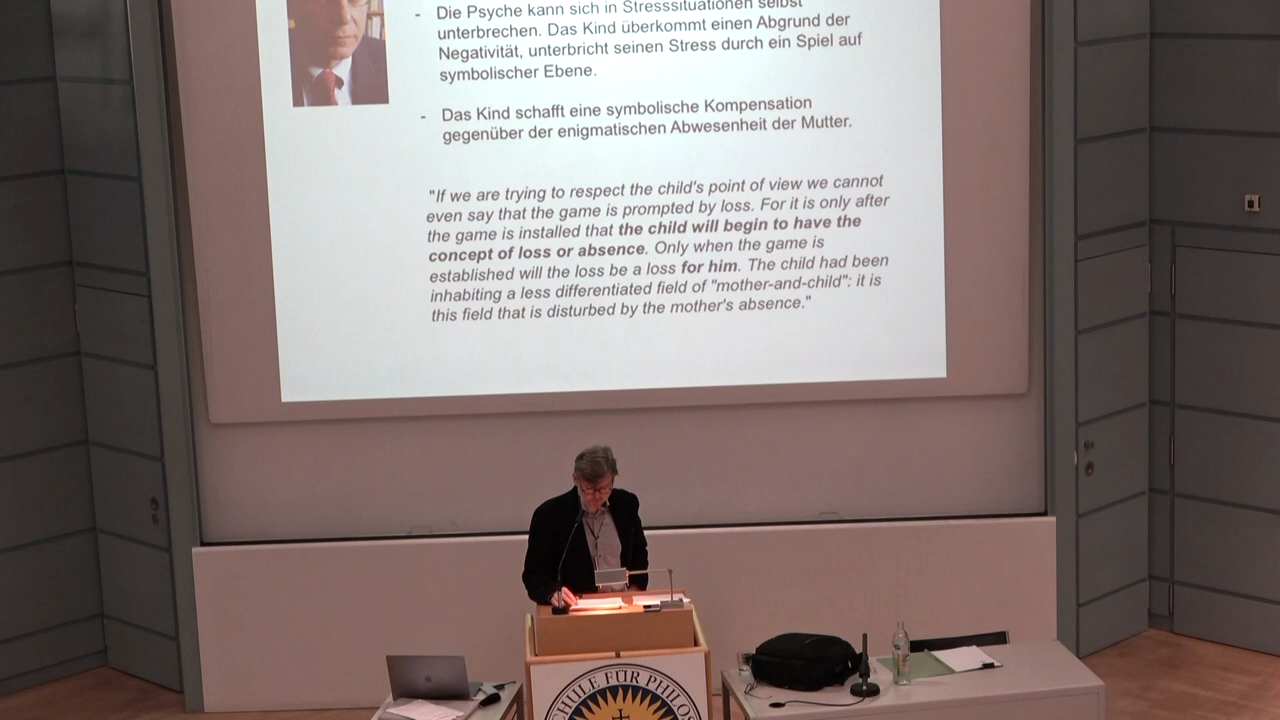 - Die Psyche kann sich in Stresssituationen selbst
unterbrechen. Das Kind überkommt einen Abgrund der
Negativität, unterbricht seinen Stress durch ein Spiel auf
symbolischer Ebene.
- Das Kind schafft eine symbolische Kompensation
gegenüber der enigmatischen Abwesenheit der Mutter.
"If we are trying to respect the child's point of view we cannot
even say that the game is prompted by loss. For it is only after
the game is installed that the child will begin to have the
concept of loss or absence. Only when the game is
established will the loss be a loss for him. The child had been
inhabiting a less differentiated field of "mother-and-child": it is
this field that is disturbed by the mother's absence."
FÜR